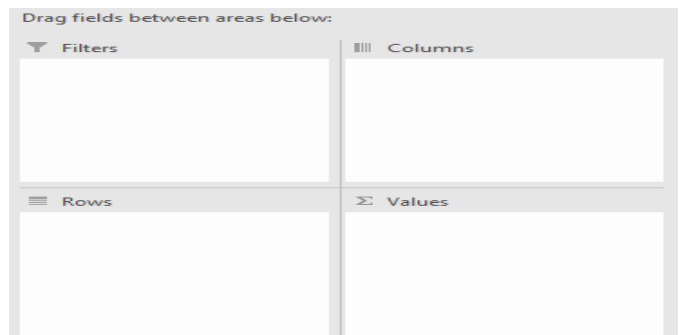 Drag fields between areas below:
Filters
Columns
Rows
Σ Values